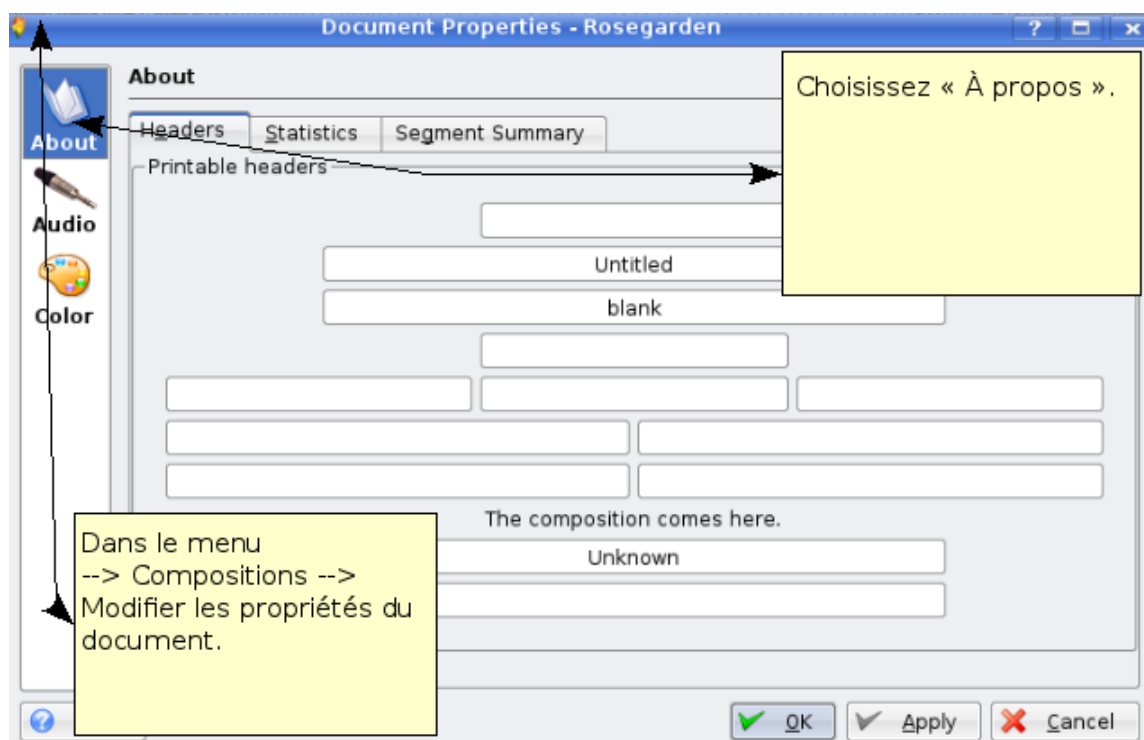 Document Properties - Rosegarden
About
Choisissez « À propos ».
About
Headers Statistics Segment Summary
Printable headers
Audio
Untitled
Color
blank
The composition comes here.
Unknown
Dans le menu
--> Compositions -->
Modifier les propriétés du
document.
OK Apply Cancel